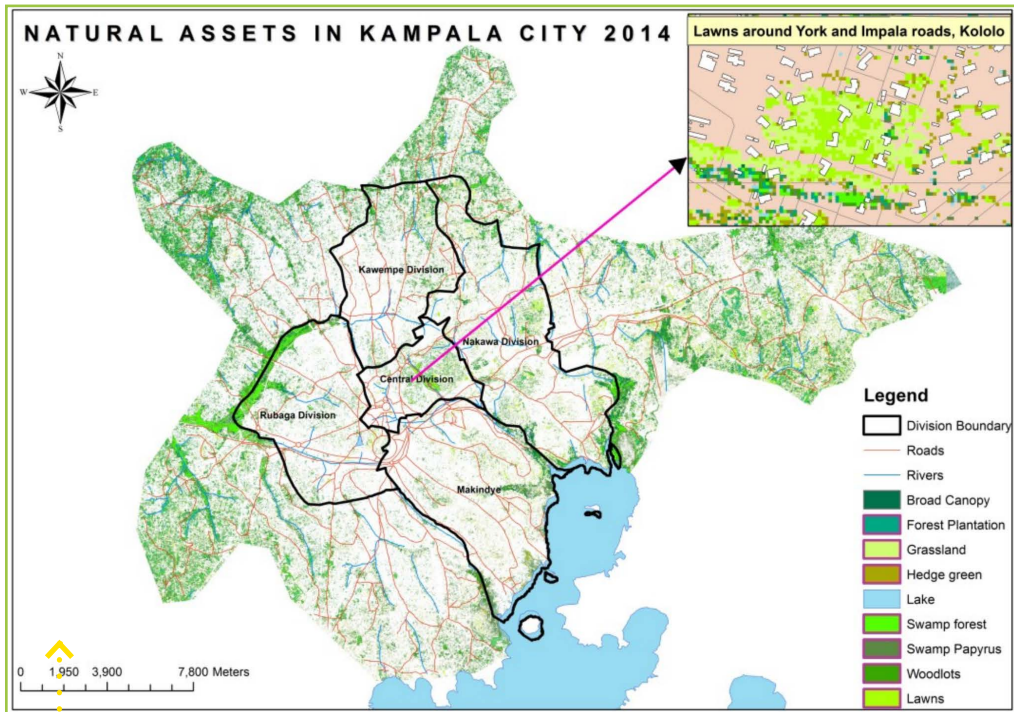 NATURAL ASSETS IN KAMPALA CITY 2014
Lawns around York and Impala roads, Kololo
N
W
E
S
Kawempe Division
Nakawa Division
Central Division
Rubaga Division
Makindye
Legend
Division Boundary
Roads
Rivers
Broad Canopy
Forest Plantation
Grassland
Hedge green
Lake
Swamp forest
Swamp Papyrus
Woodlots
Lawns
0 1,950 3,900 7,800 Meters